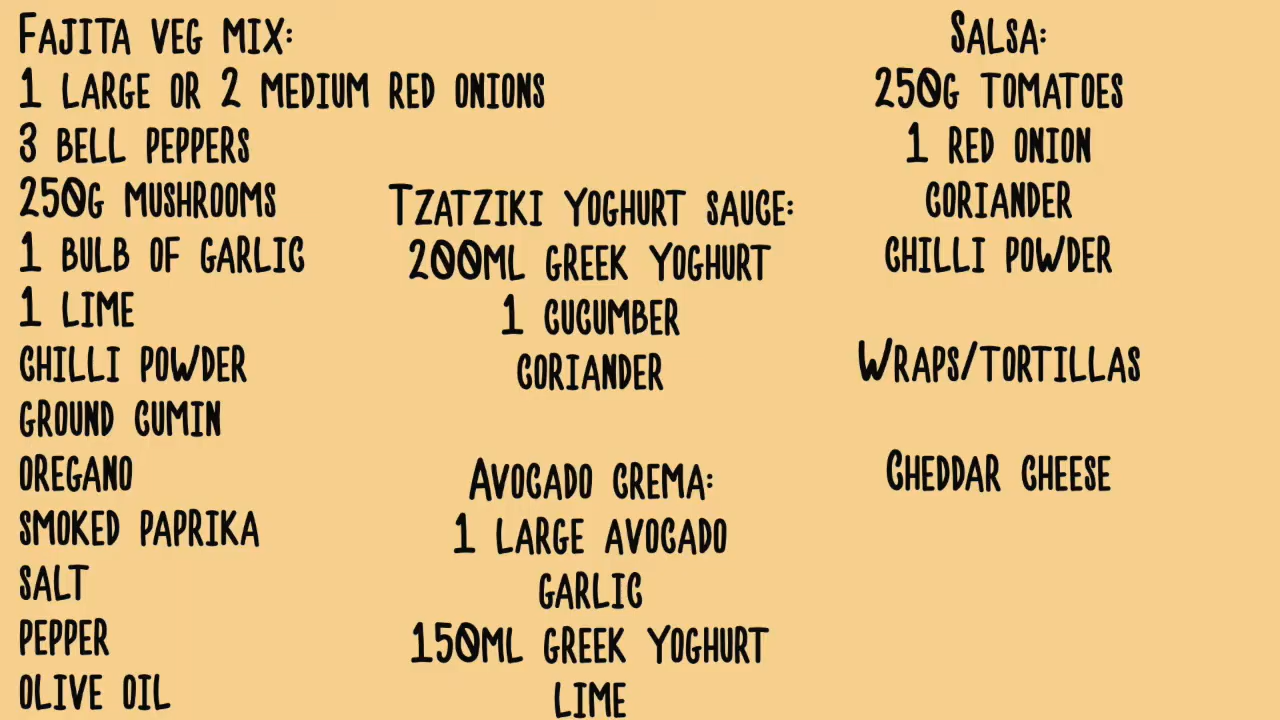 Fajita veg mix:
1 large or 2 medium red onions
3 bell peppers
250g mushrooms
1 bulb of garlic
1 lime
chilli powder
ground cumin
oregano
smoked paprika
salt
pepper
olive oil
Tzatziki yoghurt sauce:
200ml greek yoghurt
1 cucumber
coriander
Avocado crema:
1 large avocado
garlic
150ml greek yoghurt
lime
Salsa:
250g tomatoes
1 red onion
coriander
chilli powder
Wraps/tortillas
Cheddar cheese